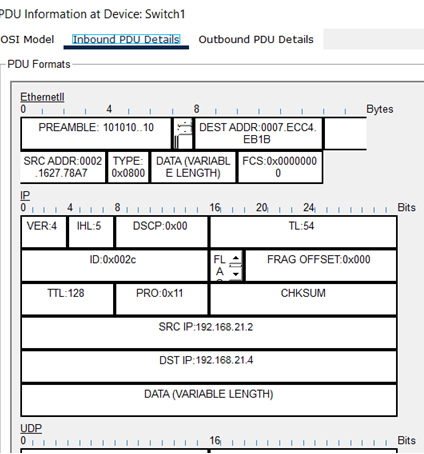 PDU Information at Device: Switch1
OSI Model Inbound PDU Details Outbound PDU Details
PDU Formats
EthernetII
0 4 8 Bytes
PREAMBLE: 101010..10 DEST ADDR:0007.ECC4.
EB1B
SRC ADDR:0002 TYPE: DATA (VARIABL FCS:0x0000000
.1627.78A7 0x0800 E LENGTH) 0
IP
0 4 8 16 20 24 Bits
VER:4 IHL:5 DSCP:0x00 TL:54
ID:0x002c FL FRAG OFFSET:0x000
A
TTL:128 PRO:0x11 CHKSUM
SRC IP:192.168.21.2
DST IP:192.168.21.4
DATA (VARIABLE LENGTH)
UDP
0 16 Bits